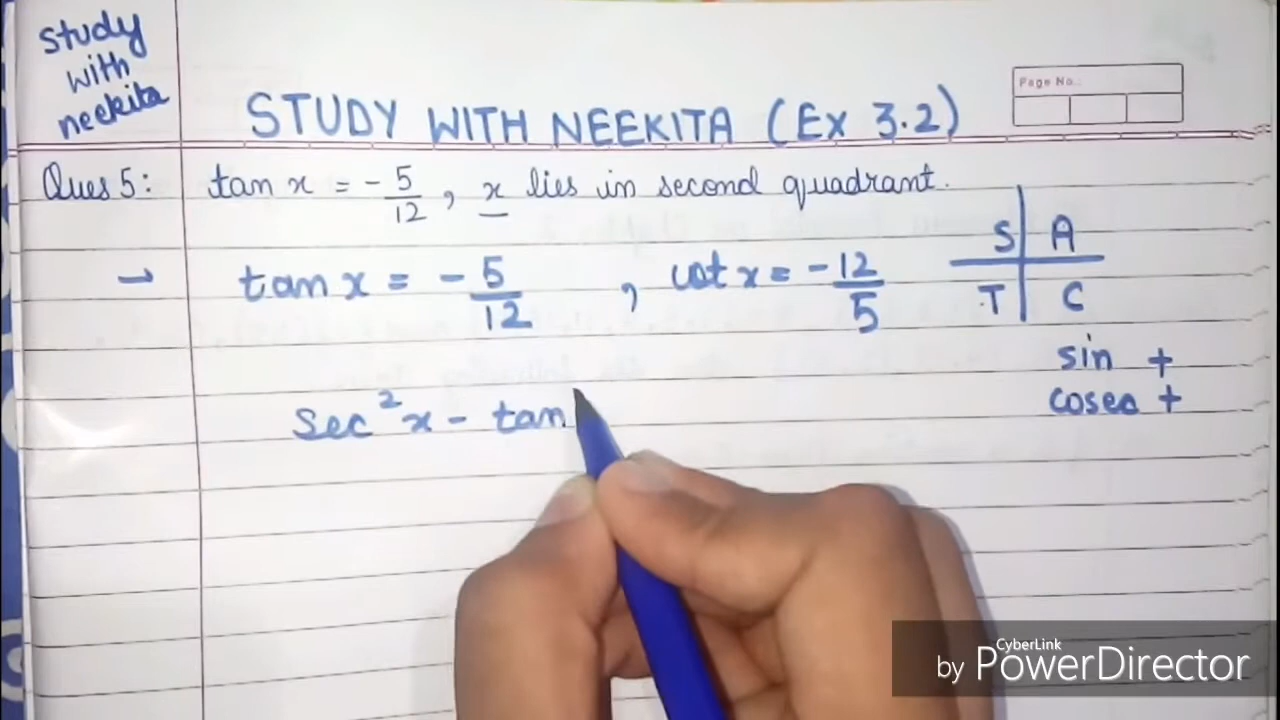 study
with
neekita
STUDY WITH NEEKITA (EX 3.2)
Page No.:
Ques 5: tan x = - 5/12 , x lies in second quadrant.
→ tan x = - 5/12 , cot x = - 12/5
S A
T C
sin +
cosec +
sec²x - tan
CyberLink
by PowerDirector